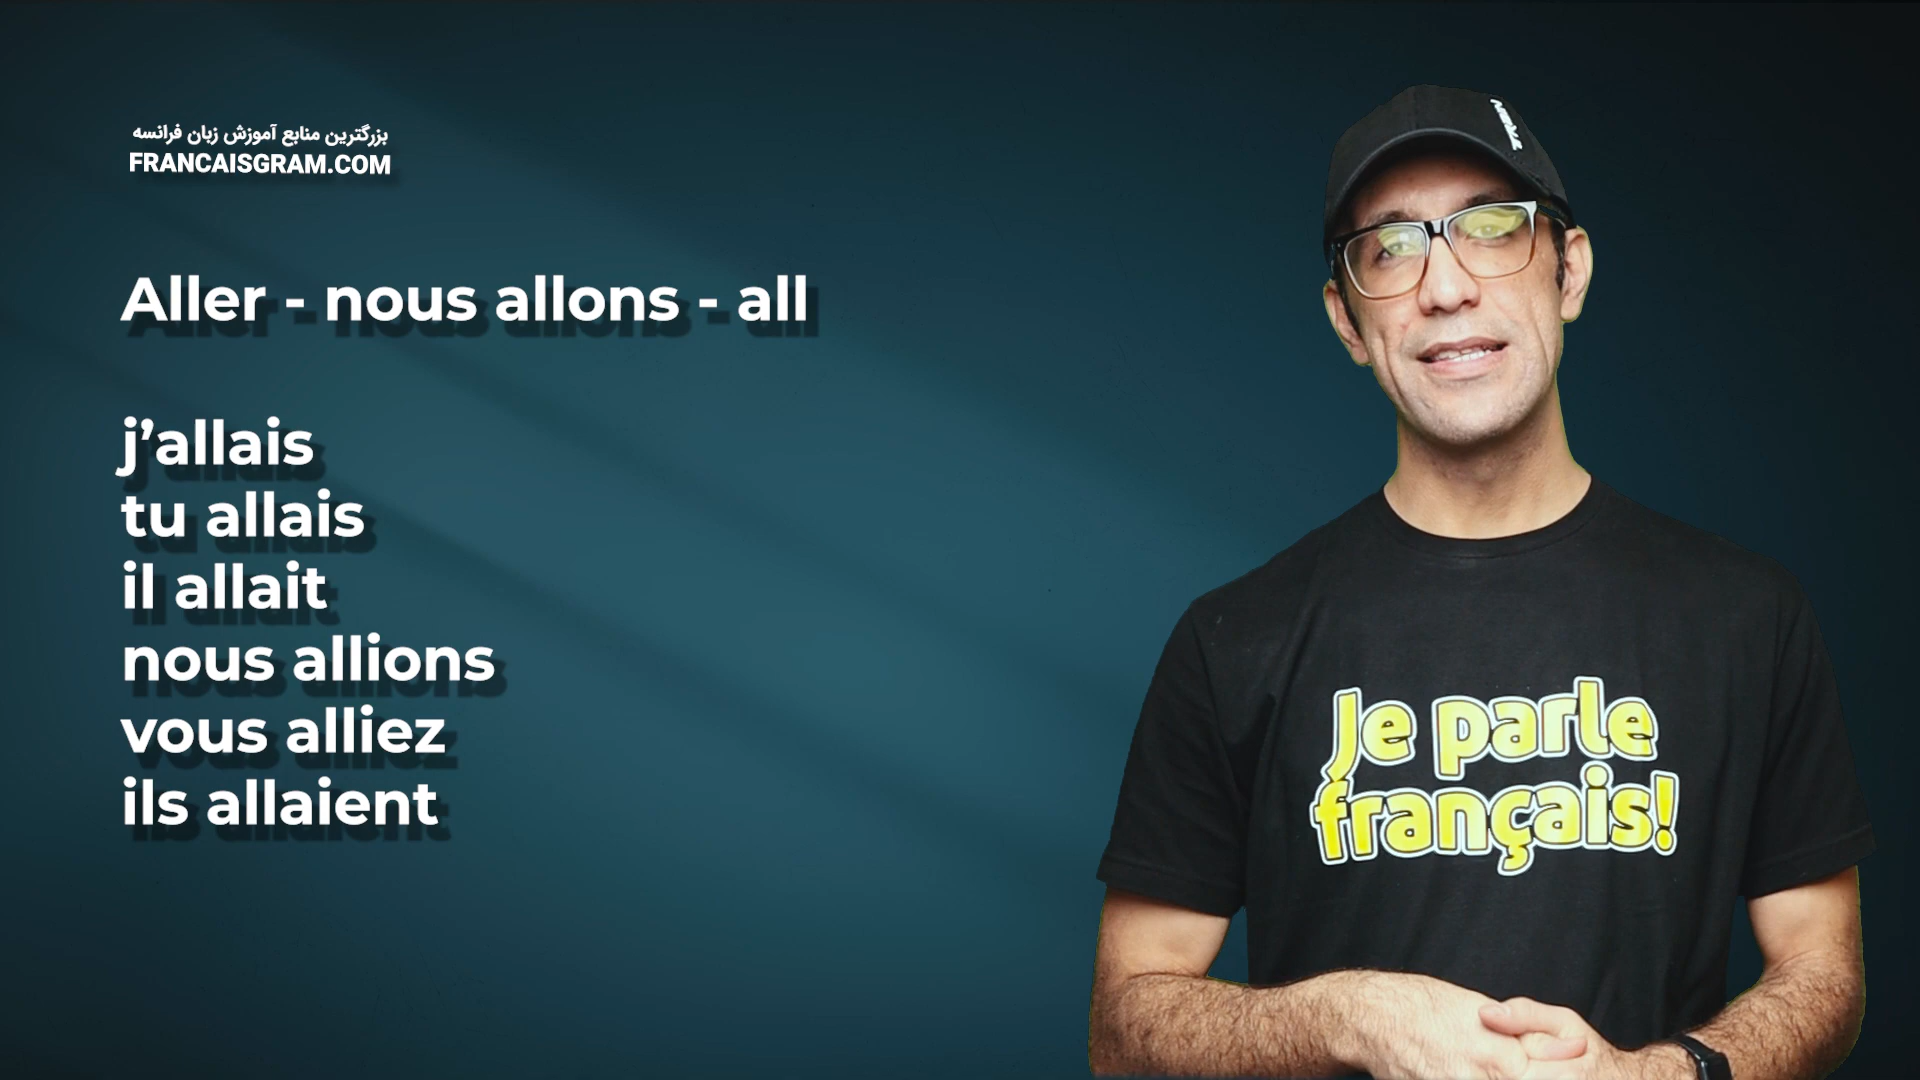 بزرگترین منابع آموزش زبان فرانسه
FRANCAISGRAM.COM
Aller - nous allons - all
j’allais
tu allais
il allait
nous allions
vous alliez
ils allaient
Je parle
français!